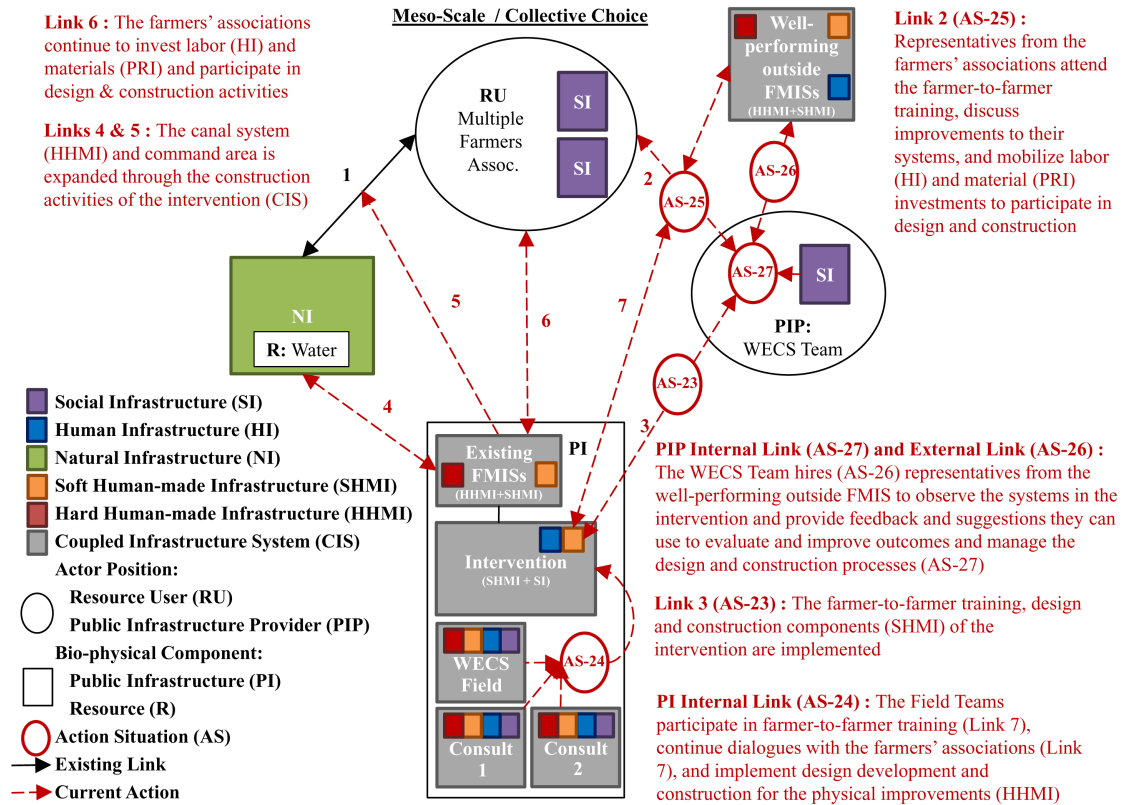 Meso-Scale / Collective Choice
Link 6 : The farmers' associations
continue to invest labor (HI) and
materials (PRI) and participate in
design & construction activities
Links 4 & 5 : The canal system
(HHMI) and command area is
expanded through the construction
activities of the intervention (CIS)
RU
Multiple
Farmers
Assoc.
SI
SI
Well-
performing
outside
FMISs
(HHMI+SHMI)
Link 2 (AS-25) :
Representatives from the
farmers' associations attend
the farmer-to-farmer
training, discuss
improvements to their
systems, and mobilize labor
(HI) and material (PRI)
investments to participate in
design and construction
1
2
AS-25
AS-26
AS-27
SI
PIP:
WECS Team
NI
R: Water
5
6
7
AS-23
4
3
Social Infrastructure (SI)
Human Infrastructure (HI)
Natural Infrastructure (NI)
Soft Human-made Infrastructure (SHMI)
Hard Human-made Infrastructure (HHMI)
Coupled Infrastructure System (CIS)
Actor Position:
Resource User (RU)
Public Infrastructure Provider (PIP)
Bio-physical Component:
Public Infrastructure (PI)
Resource (R)
Action Situation (AS)
Existing Link
Current Action
PI
Existing
FMISs
(HHMI+SHMI)
Intervention
(SHMI + SI)
WECS
Field
AS-24
Consult
1
Consult
2
PIP Internal Link (AS-27) and External Link (AS-26) :
The WECS Team hires (AS-26) representatives from the
well-performing outside FMIS to observe the systems in the
intervention and provide feedback and suggestions they can
use to evaluate and improve outcomes and manage the
design and construction processes (AS-27)
Link 3 (AS-23) : The farmer-to-farmer training, design
and construction components (SHMI) of the
intervention are implemented
PI Internal Link (AS-24) : The Field Teams
participate in farmer-to-farmer training (Link 7),
continue dialogues with the farmers' associations (Link
7), and implement design development and
construction for the physical improvements (HHMI)